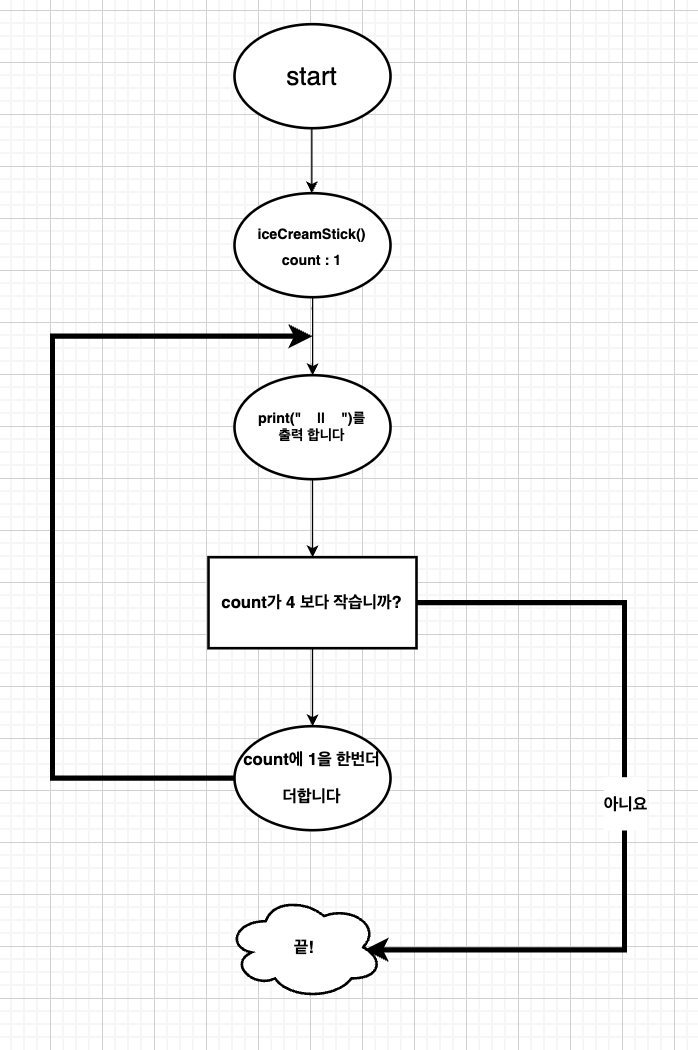 start
iceCreamStick()
count : 1
print("    ||    ")를
출력 합니다
count가 4 보다 작습니까?
count에 1을 한번더
더합니다
아니요
끝!